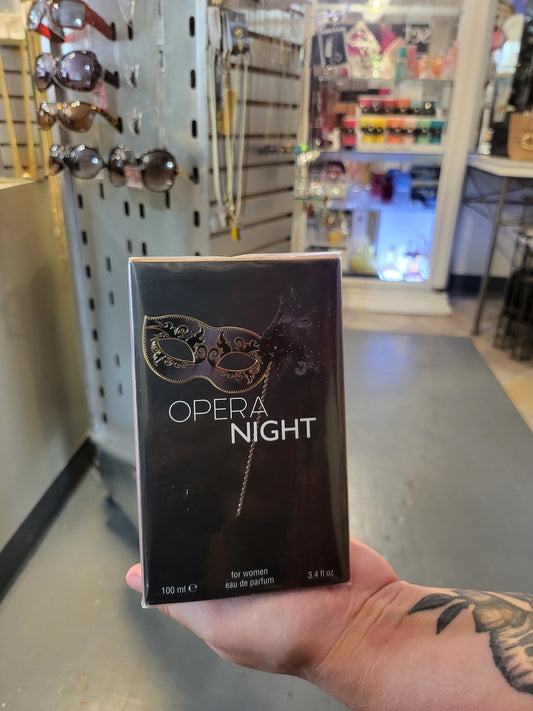 OPERA
NIGHT
for women
eau de parfum
100 ml ℮
3.4 fl oz